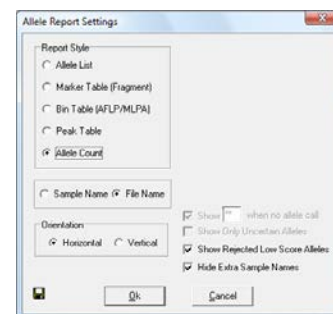 Allele Report Settings
Report Style
Allele List
Marker Table (Fragment)
Bin Table (AFLP/MLPA)
Peak Table
Allele Count
Sample Name File Name
Orientation
Horizontal Vertical
Show when no allele call
Show Only Uncertain Alleles
Show Rejected Low Score Alleles
Hide Extra Sample Names
Ok Cancel